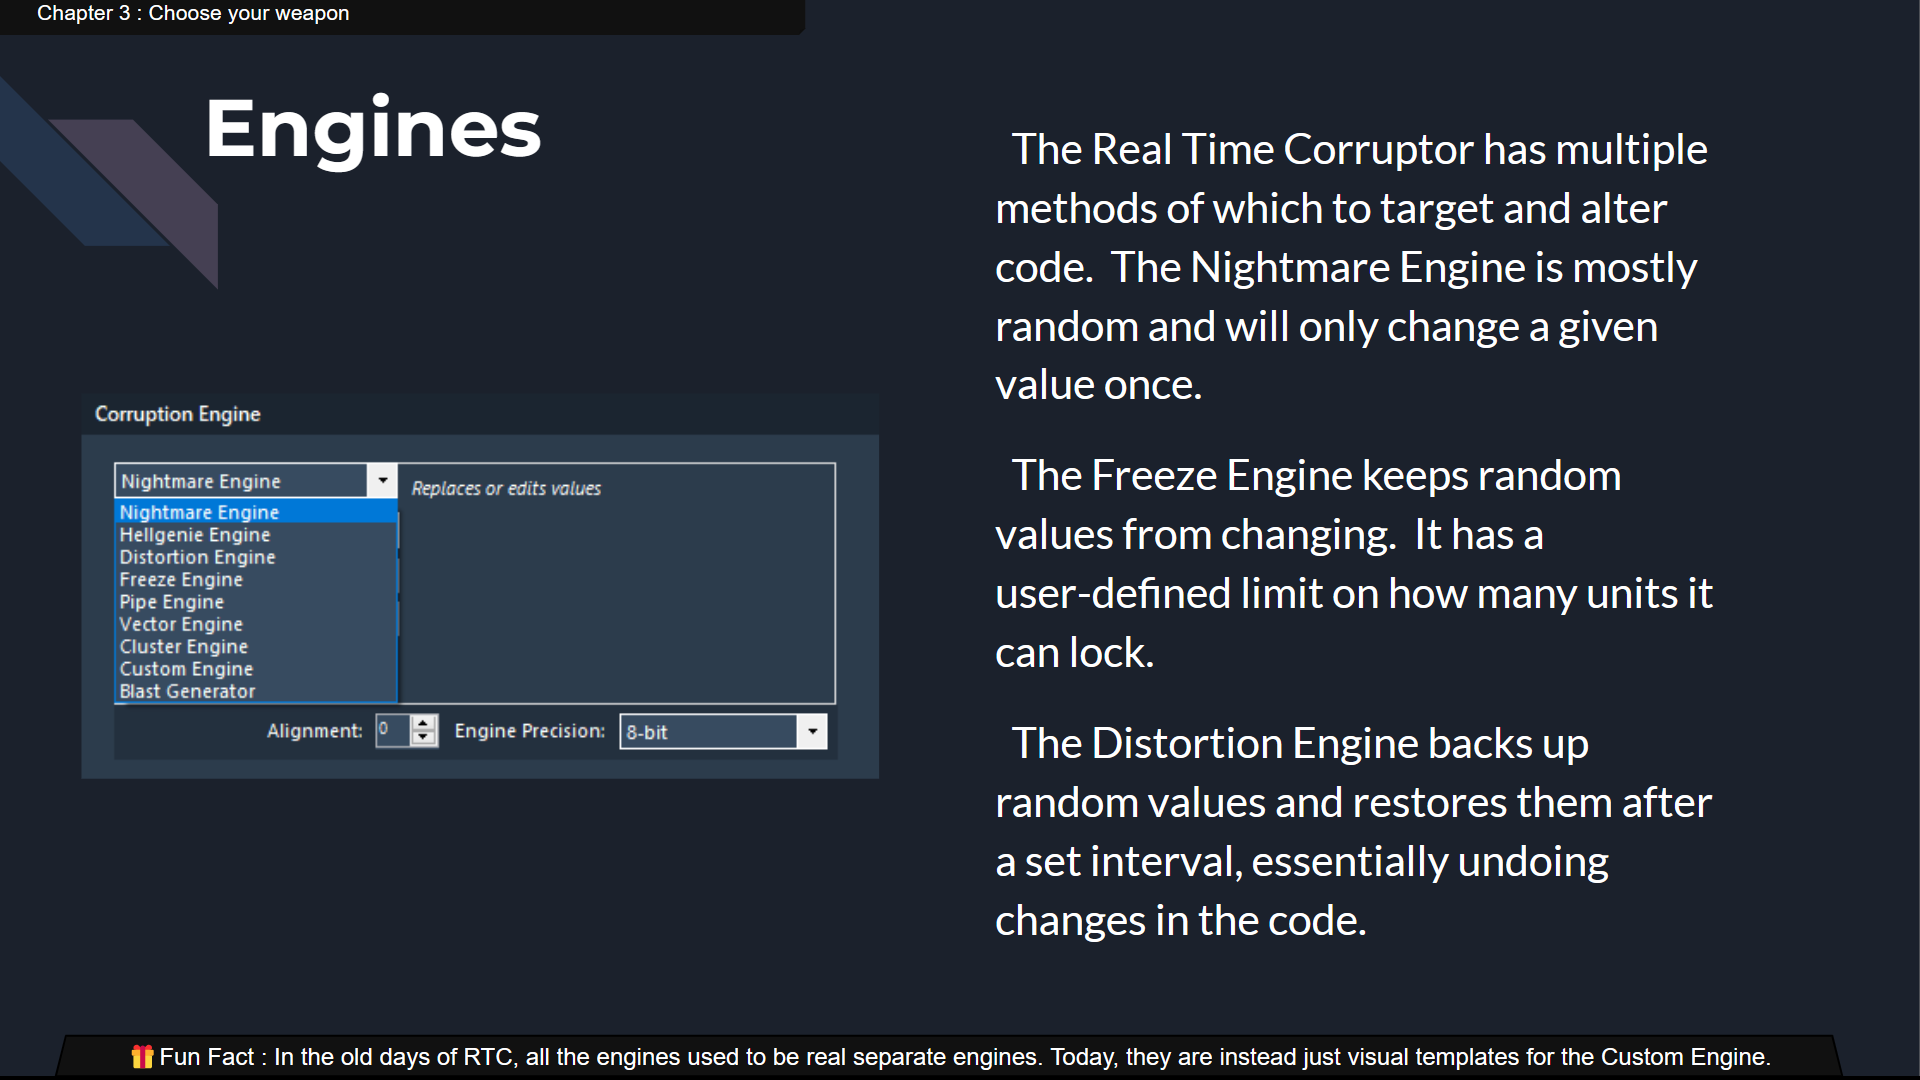 Chapter 3 : Choose your weapon
Engines
The Real Time Corruptor has multiple
methods of which to target and alter
code.  The Nightmare Engine is mostly
random and will only change a given
value once.
The Freeze Engine keeps random
values from changing.  It has a
user-defined limit on how many units it
can lock.
The Distortion Engine backs up
random values and restores them after
a set interval, essentially undoing
changes in the code.
Corruption Engine
Nightmare Engine
Replaces or edits values
Nightmare Engine
Hellgenie Engine
Distortion Engine
Freeze Engine
Pipe Engine
Vector Engine
Cluster Engine
Custom Engine
Blast Generator
Alignment: 0 Engine Precision: 8-bit
Fun Fact : In the old days of RTC, all the engines used to be real separate engines. Today, they are instead just visual templates for the Custom Engine.